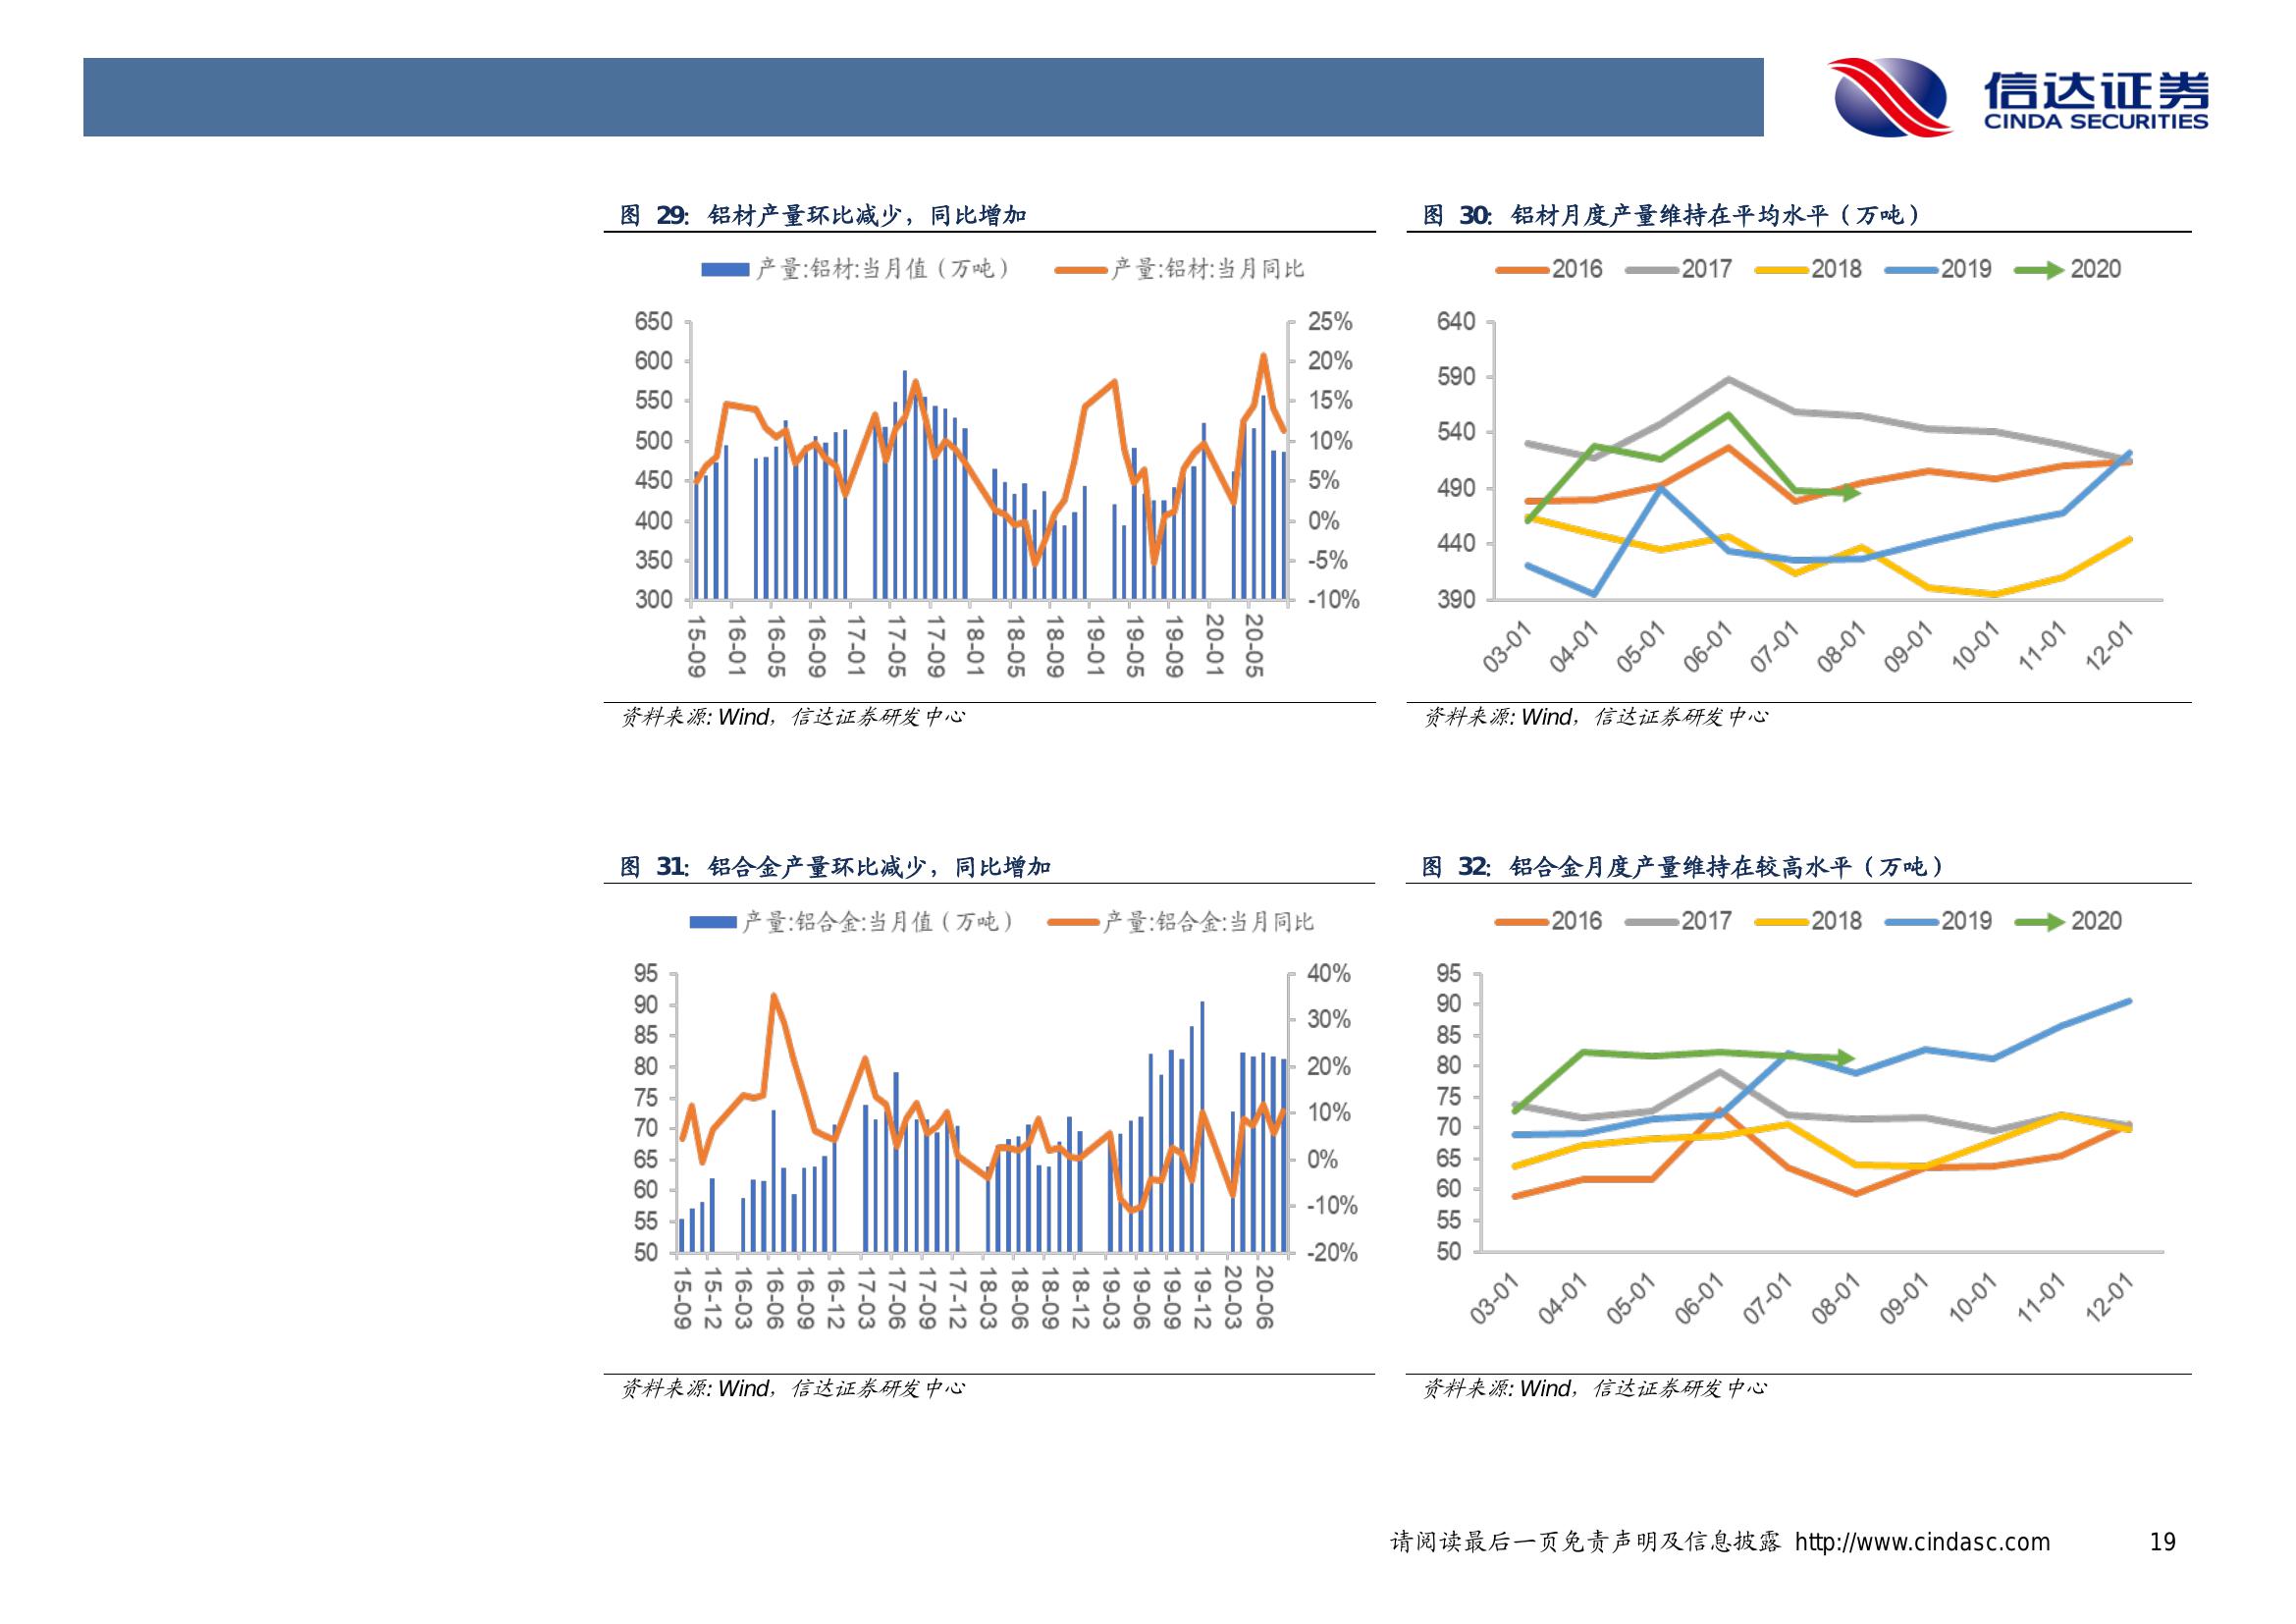 信达证券
CINDA SECURITIES
图 29：铝材产量环比减少，同比增加
产量:铝材:当月值（万吨） 产量:铝材:当月同比
650 25%
600 20%
550 15%
500 10%
450 5%
400 0%
350 -5%
300 -10%
15-09 16-01 16-05 16-09 17-01 17-05 17-09 18-01 18-05 18-09 19-01 19-05 19-09 20-01 20-05
资料来源: Wind，信达证券研发中心
图 30：铝材月度产量维持在平均水平（万吨）
2016 2017 2018 2019 2020
640
590
540
490
440
390
03-01 04-01 05-01 06-01 07-01 08-01 09-01 10-01 11-01 12-01
资料来源: Wind，信达证券研发中心
图 31：铝合金产量环比减少，同比增加
产量:铝合金:当月值（万吨） 产量:铝合金:当月同比
95 40%
90
85 30%
80 20%
75
70 10%
65 0%
60
55 -10%
50 -20%
15-09 15-12 16-03 16-06 16-09 16-12 17-03 17-06 17-09 17-12 18-03 18-06 18-09 18-12 19-03 19-06 19-09 19-12 20-03 20-06
资料来源: Wind，信达证券研发中心
图 32：铝合金月度产量维持在较高水平（万吨）
2016 2017 2018 2019 2020
95
90
85
80
75
70
65
60
55
50
03-01 04-01 05-01 06-01 07-01 08-01 09-01 10-01 11-01 12-01
资料来源: Wind，信达证券研发中心
请阅读最后一页免责声明及信息披露 http://www.cindasc.com 19